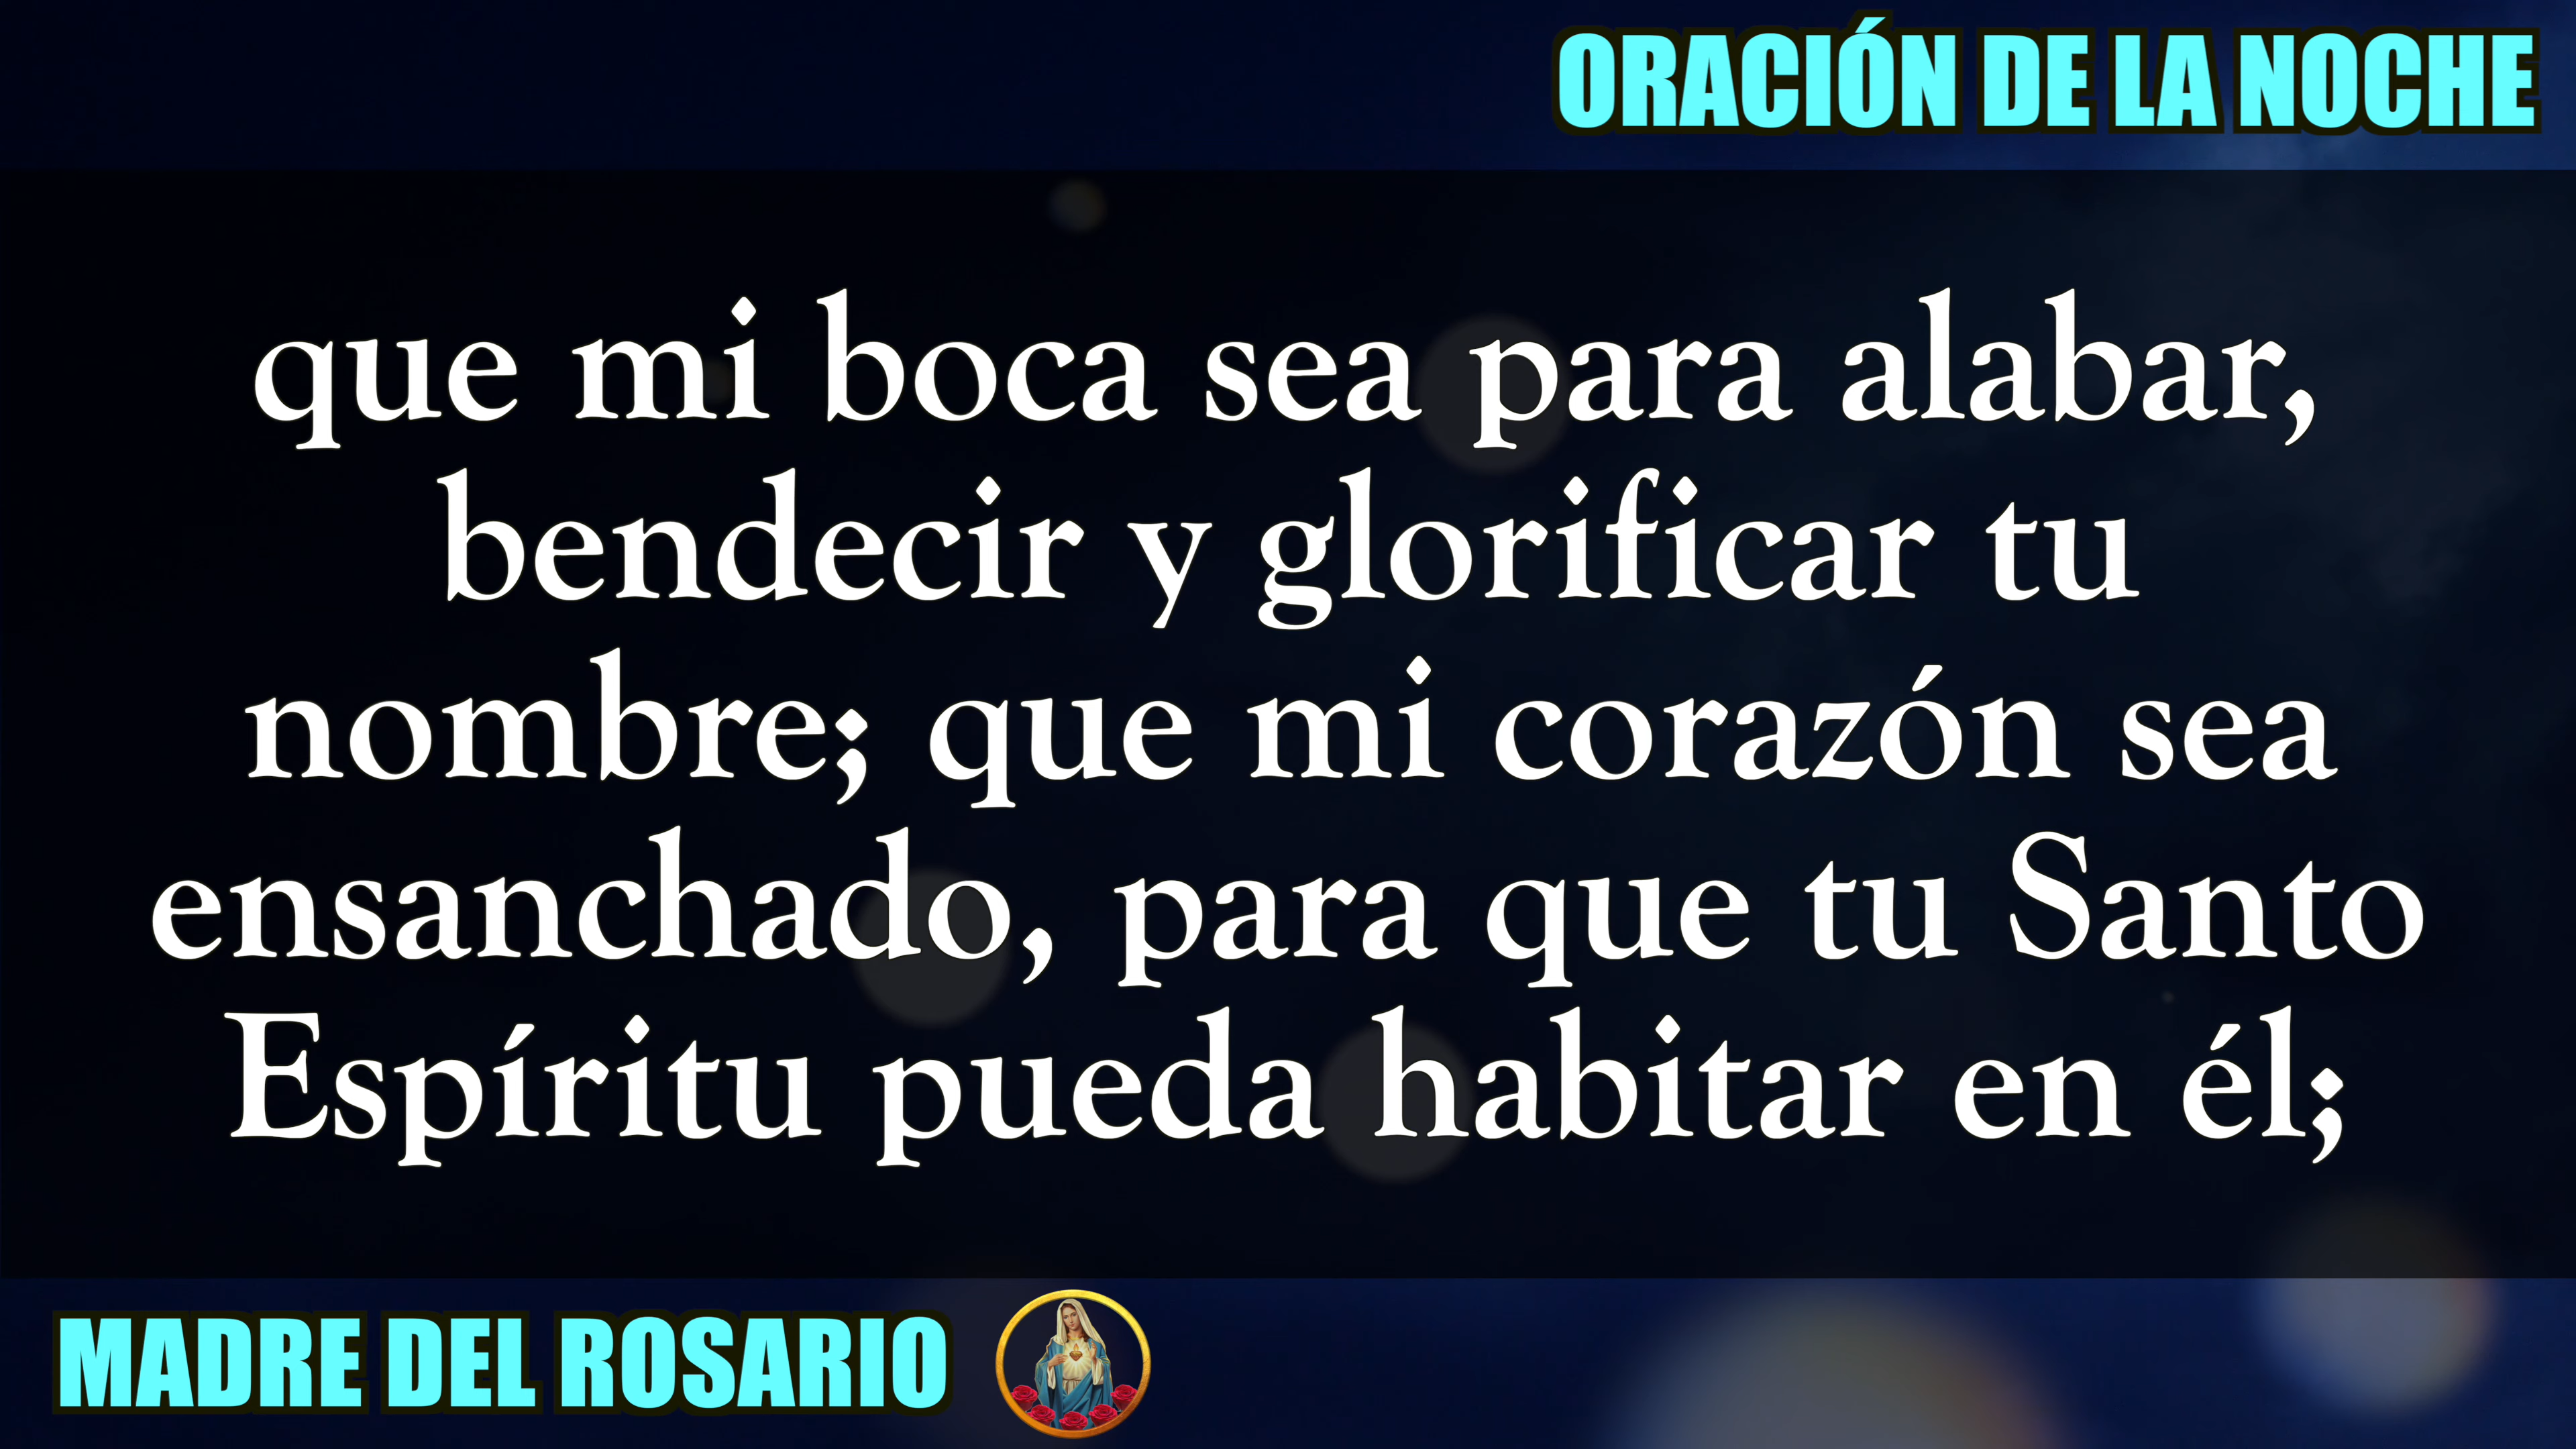 ORACIÓN DE LA NOCHE
que mi boca sea para alabar,
bendecir y glorificar tu
nombre; que mi corazón sea
ensanchado, para que tu Santo
Espíritu pueda habitar en él;
MADRE DEL ROSARIO